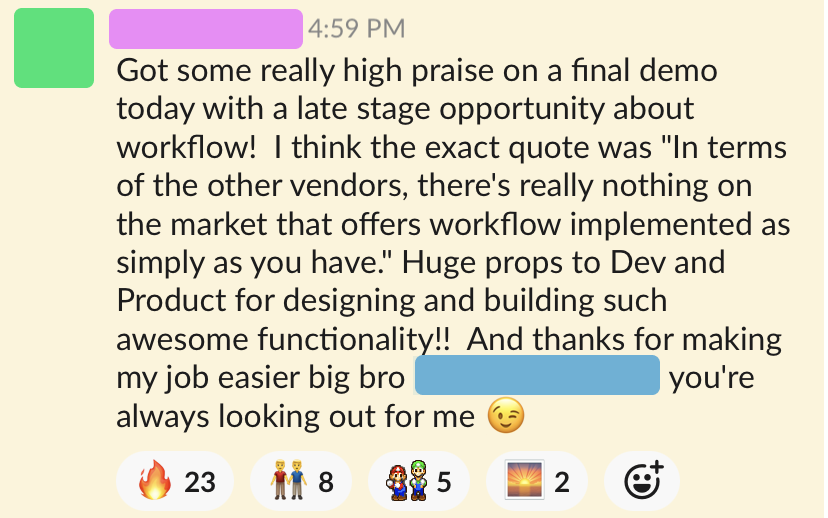 4:59 PM
Got some really high praise on a final demo
today with a late stage opportunity about
workflow!  I think the exact quote was "In terms
of the other vendors, there's really nothing on
the market that offers workflow implemented as
simply as you have." Huge props to Dev and
Product for designing and building such
awesome functionality!!  And thanks for making
my job easier big bro you're
always looking out for me 😉
23 8 5 2